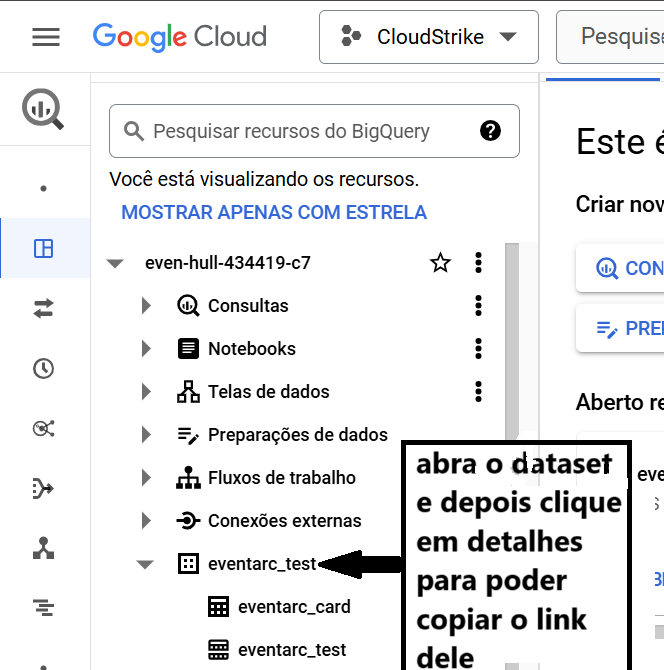 Google Cloud
CloudStrike
Pesquis
Pesquisar recursos do BigQuery
Você está visualizando os recursos.
MOSTRAR APENAS COM ESTRELA
even-hull-434419-c7
Consultas
Notebooks
Telas de dados
Preparações de dados
Fluxos de trabalho
Conexões externas
eventarc_test
eventarc_card
eventarc_test
abra o dataset
e depois clique
em detalhes
para poder
copiar o link
dele
Este é
Criar nov
CON
PREI
Aberto re
eve